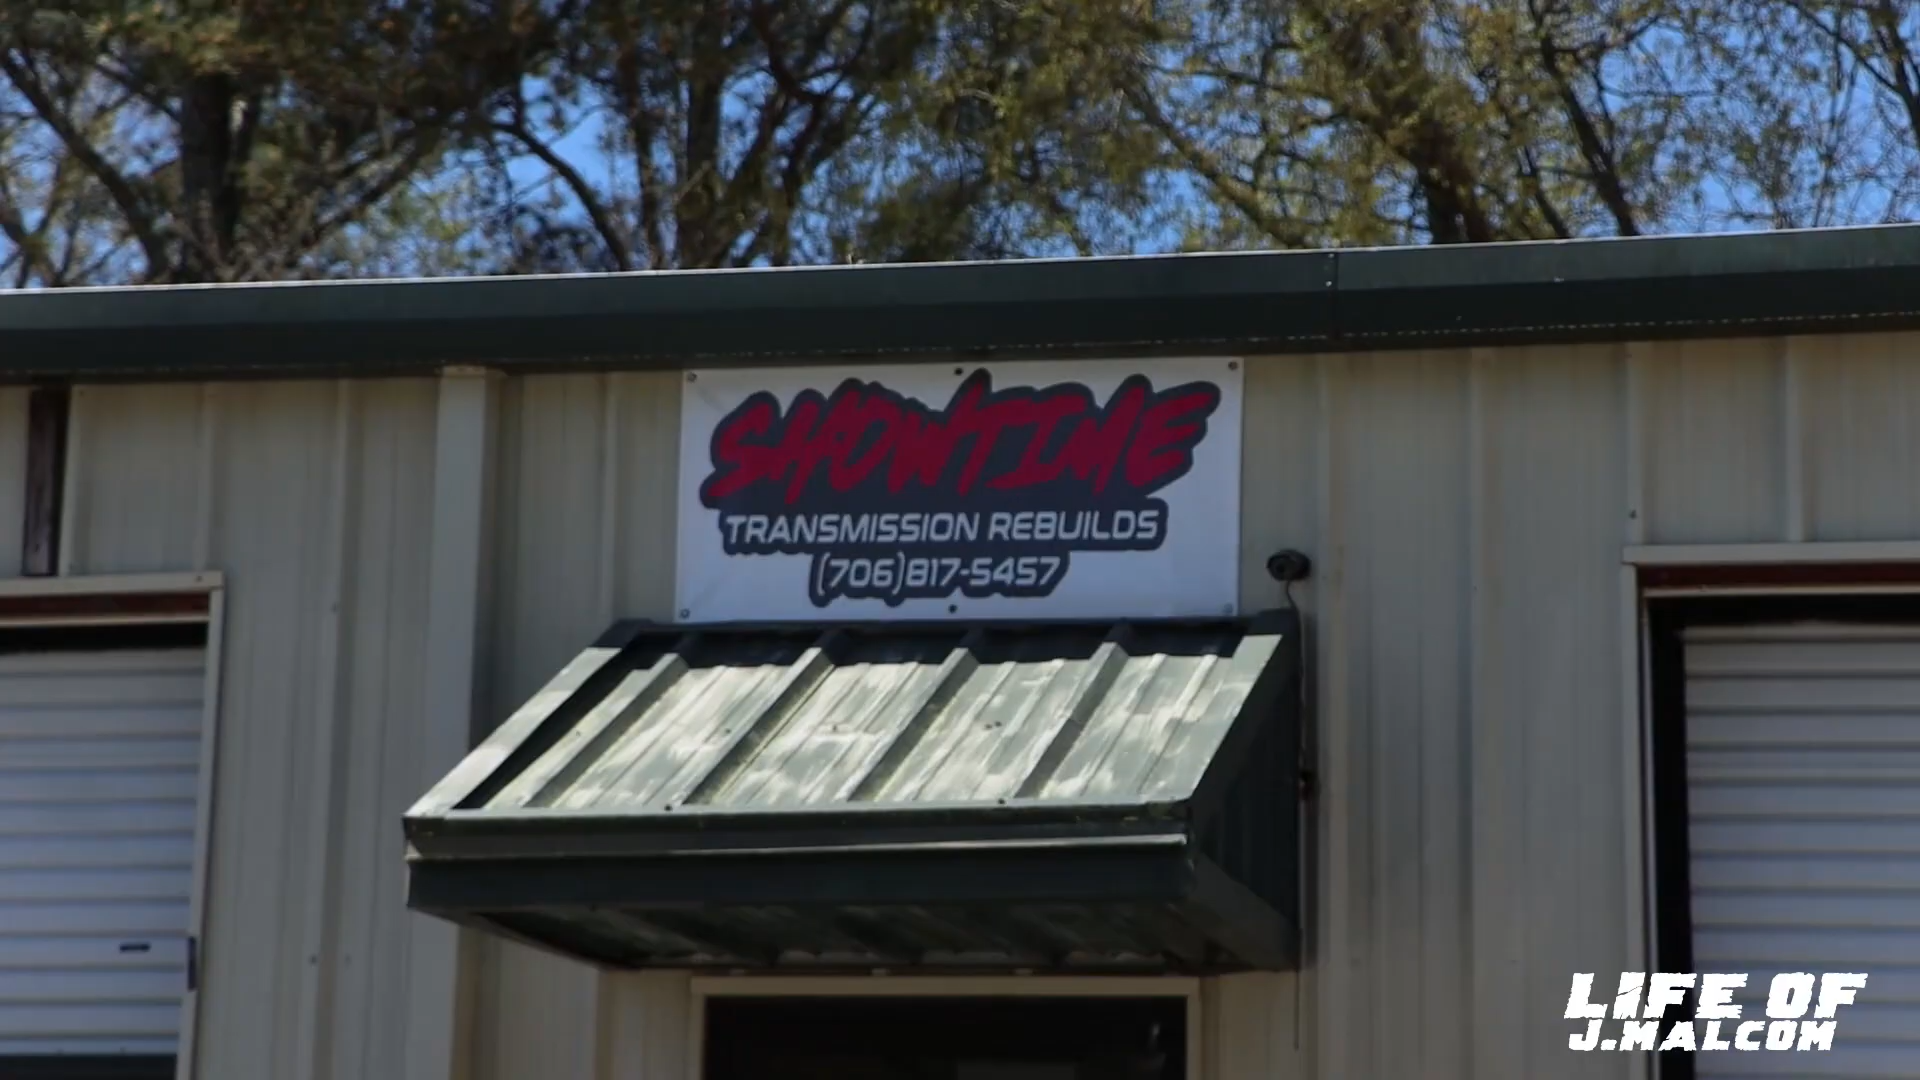 SHOWTIME
TRANSMISSION REBUILDS
(706)817-5457
LIFE OF
J.MALCOM